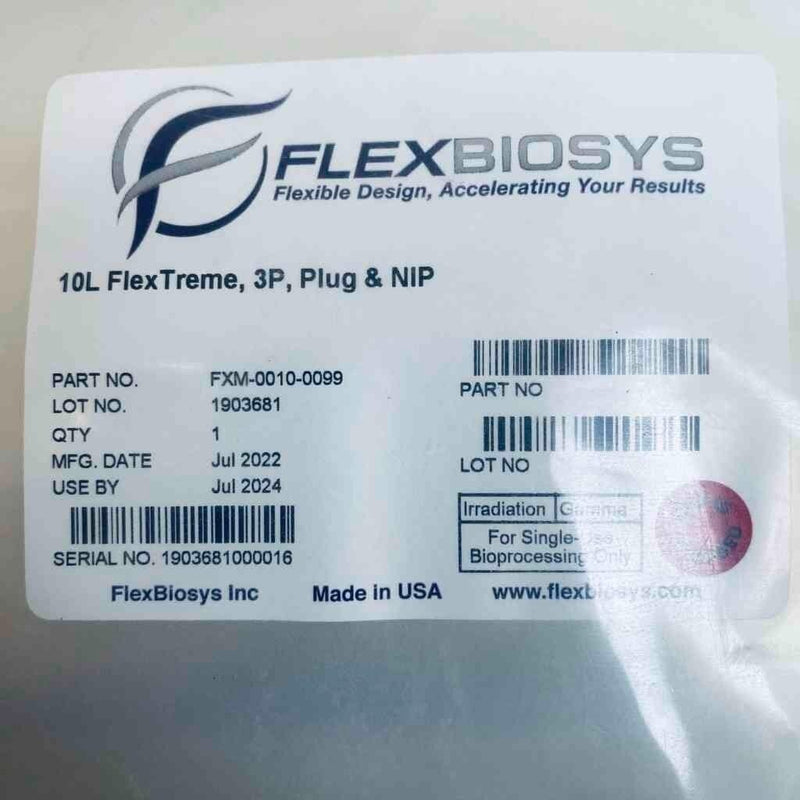 FLEXBIOSYS
Flexible Design, Accelerating Your Results
10L FlexTreme, 3P, Plug & NIP
PART NO. FXM-0010-0099
LOT NO. 1903681
QTY 1
MFG. DATE Jul 2022
USE BY Jul 2024
SERIAL NO. 1903681000016
PART NO
LOT NO
Irradiation Gamma
For Single-Use
Bioprocessing Only
FlexBiosys Inc Made in USA www.flexbiosys.com